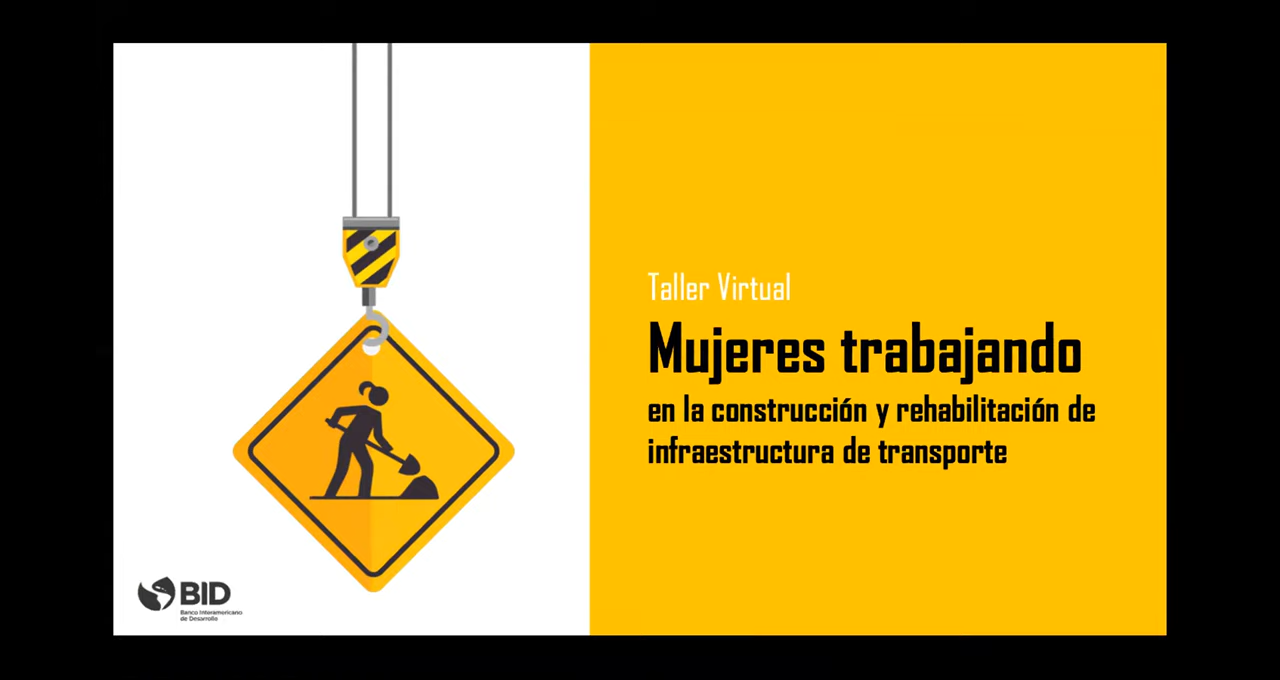 Taller Virtual
Mujeres trabajando
en la construcción y rehabilitación de
infraestructura de transporte
BID
Banco Interamericano
de Desarrollo